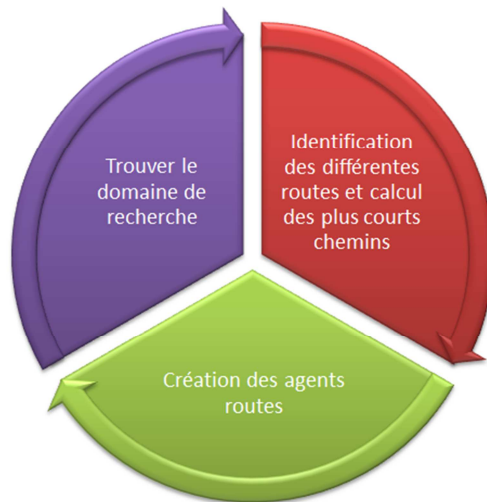 Trouver le
domaine de
recherche
Identification
des différentes
routes et calcul
des plus courts
chemins
Création des agents
routes